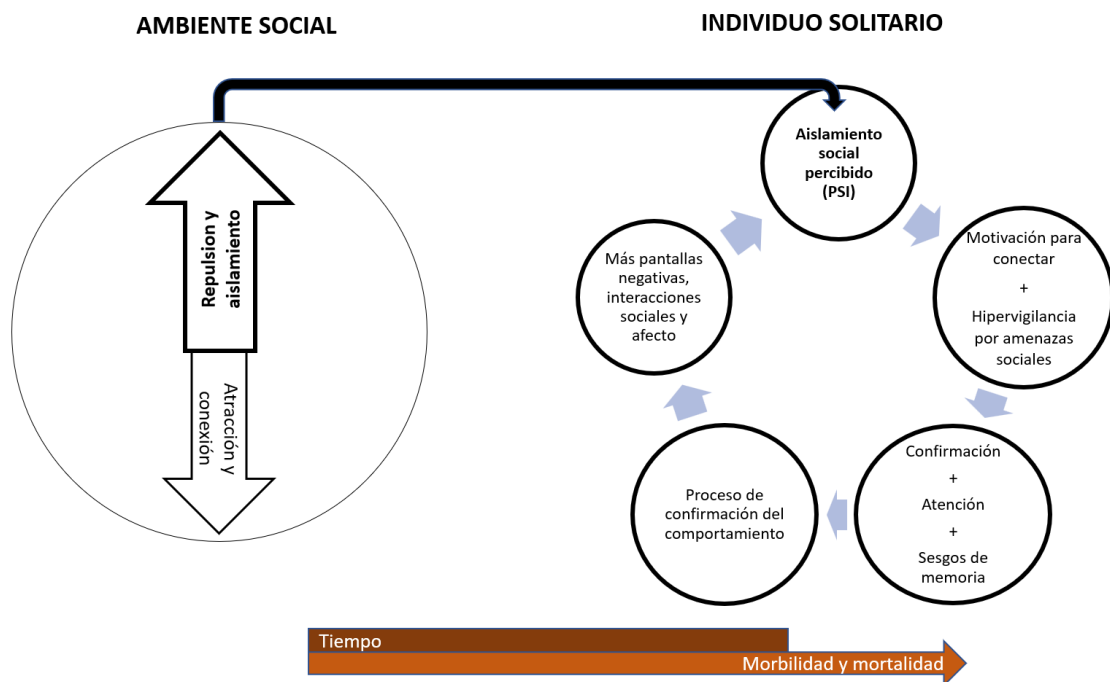 AMBIENTE SOCIAL
INDIVIDUO SOLITARIO
Repulsion y
aislamiento
Atracción y
conexión
Aislamiento
social
percibido
(PSI)
Motivación para
conectar
+
Hipervigilancia
por amenazas
sociales
Confirmación
+
Atención
+
Sesgos de
memoria
Proceso de
confirmación del
comportamiento
Más pantallas
negativas,
interacciones
sociales y
afecto
Tiempo
Morbilidad y mortalidad